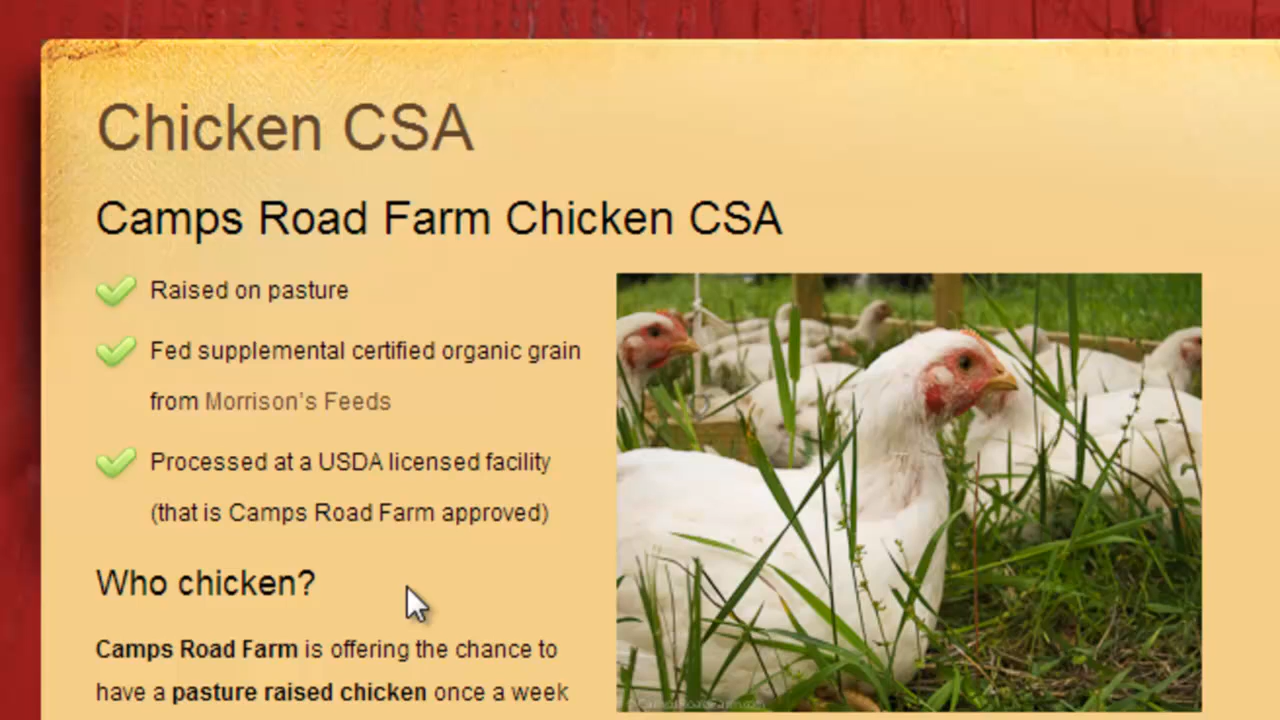 Chicken CSA
Camps Road Farm Chicken CSA
Raised on pasture
Fed supplemental certified organic grain
from Morrison's Feeds
Processed at a USDA licensed facility
(that is Camps Road Farm approved)
Who chicken?
Camps Road Farm is offering the chance to
have a pasture raised chicken once a week